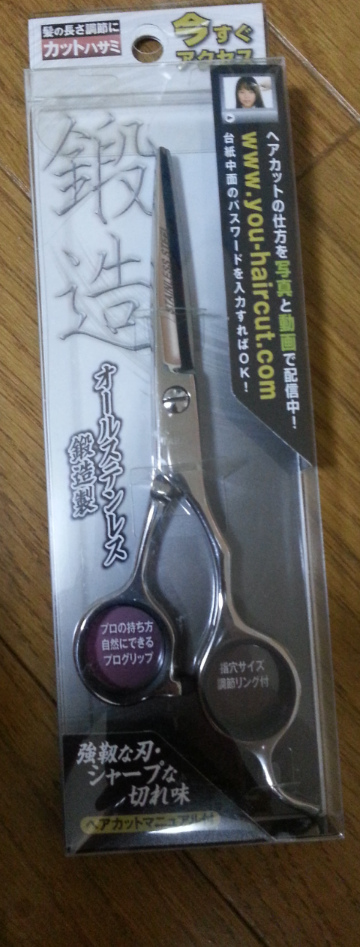 髪の長さ調節に
カットハサミ
今すぐ
アクセス
ヘアカットの仕方を写真と動画で配信中！
www.you-haircut.com
台紙中面のパスワードを入力すればOK！
鍛造
STAINLESS STEEL
オールステンレス
鍛造製
プロの持ち方
自然にできる
プログリップ
指穴サイズ
調節リング付
強靱な刃・
シャープな
切れ味
ヘアカットマニュアル付